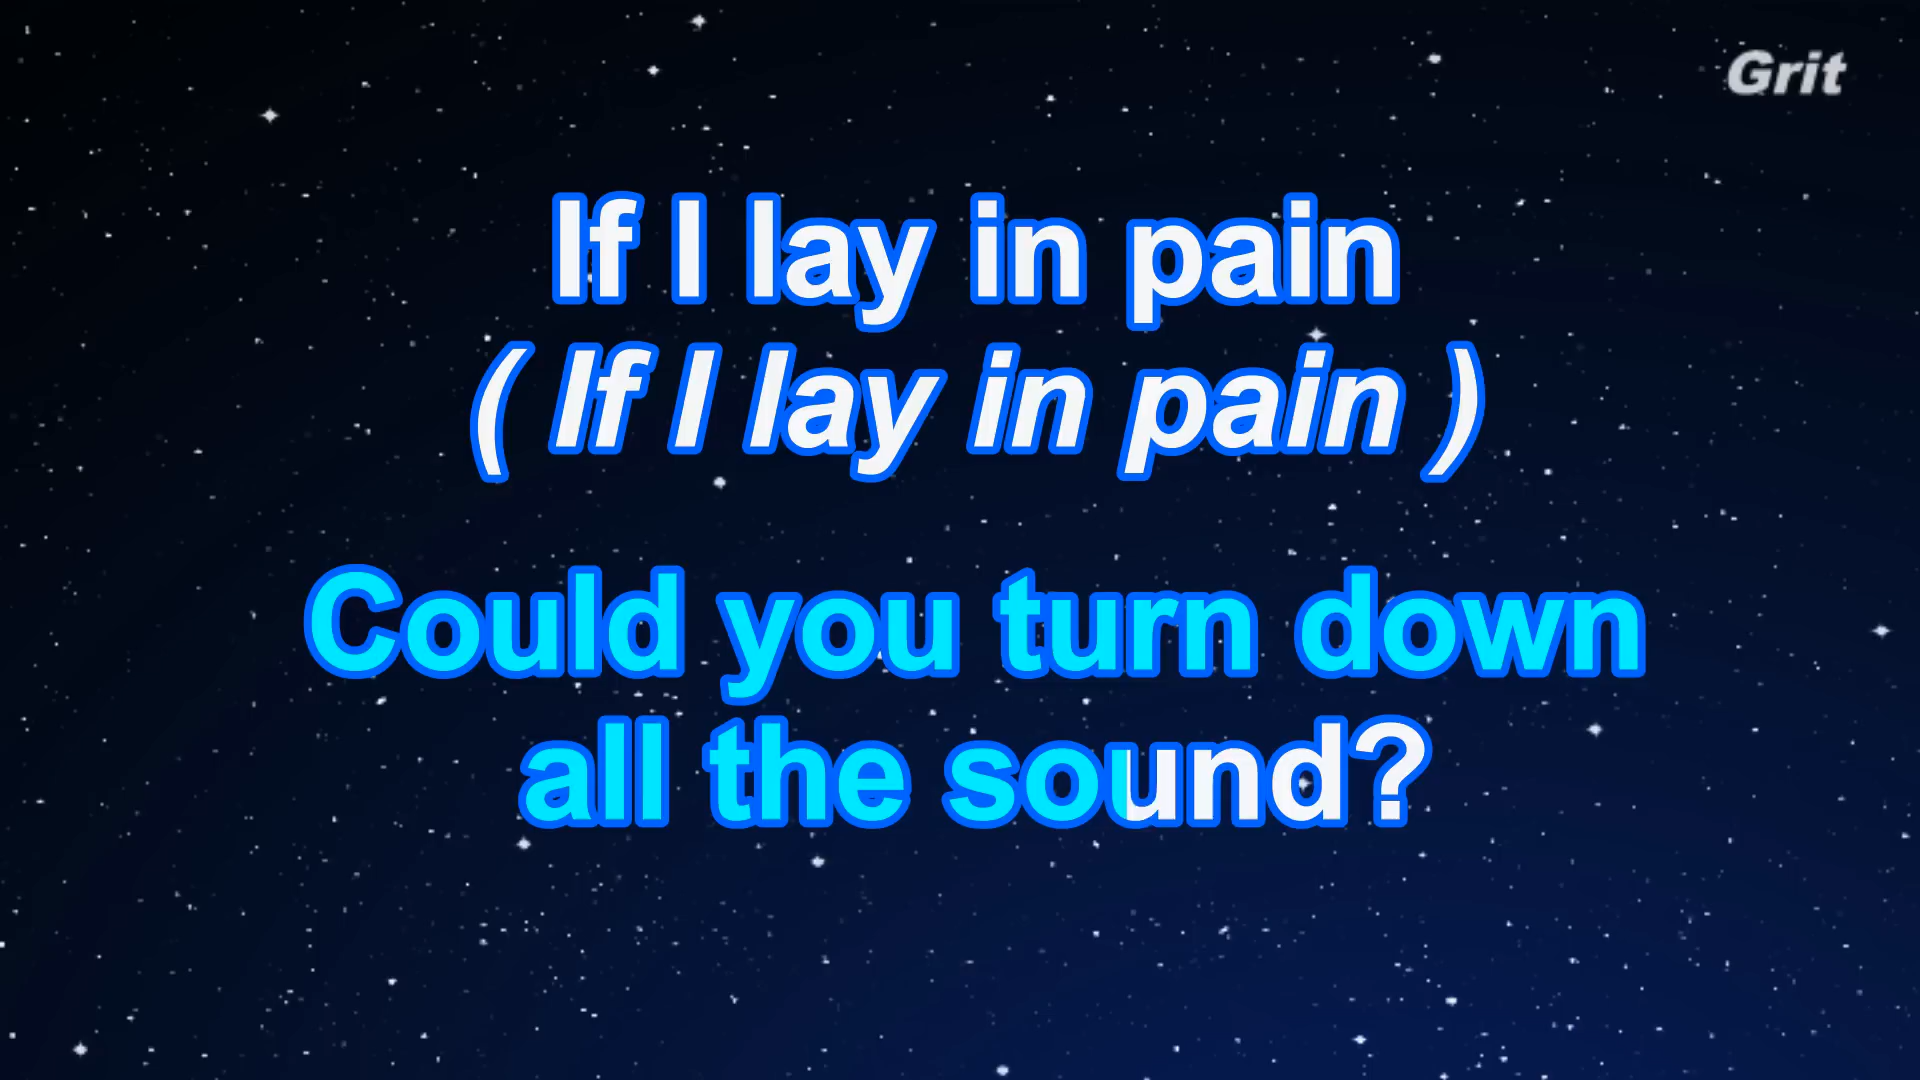 Grit
If I lay in pain
( If I lay in pain )
Could you turn down
all the sound?